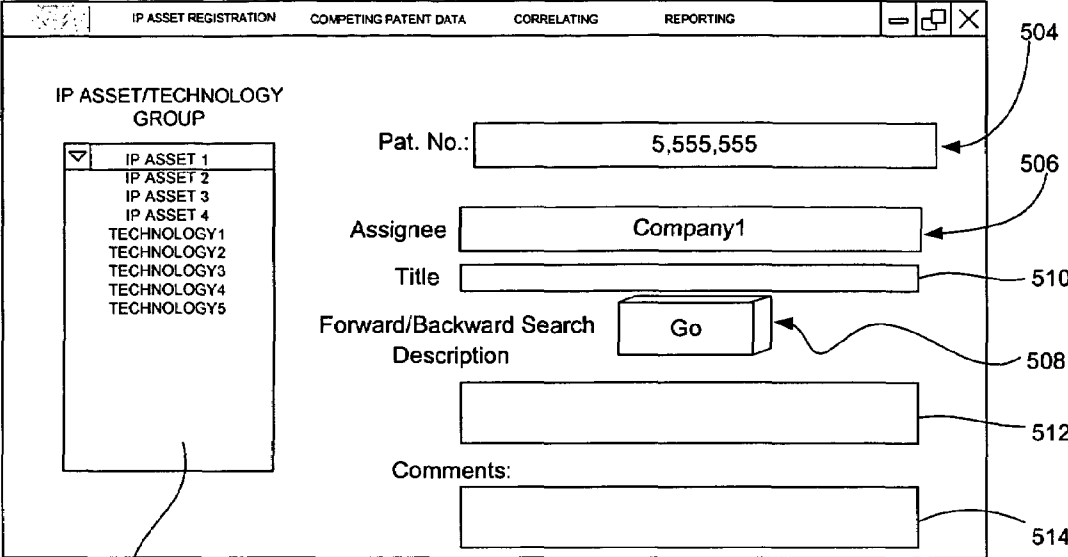 IP ASSET REGISTRATION COMPETING PATENT DATA CORRELATING REPORTING
504
IP ASSET/TECHNOLOGY
GROUP
IP ASSET 1
IP ASSET 2
IP ASSET 3
IP ASSET 4
TECHNOLOGY1
TECHNOLOGY2
TECHNOLOGY3
TECHNOLOGY4
TECHNOLOGY5
Pat. No.: 5,555,555
506
Assignee Company1
Title
510
Forward/Backward Search Go
Description
508
512
Comments:
514